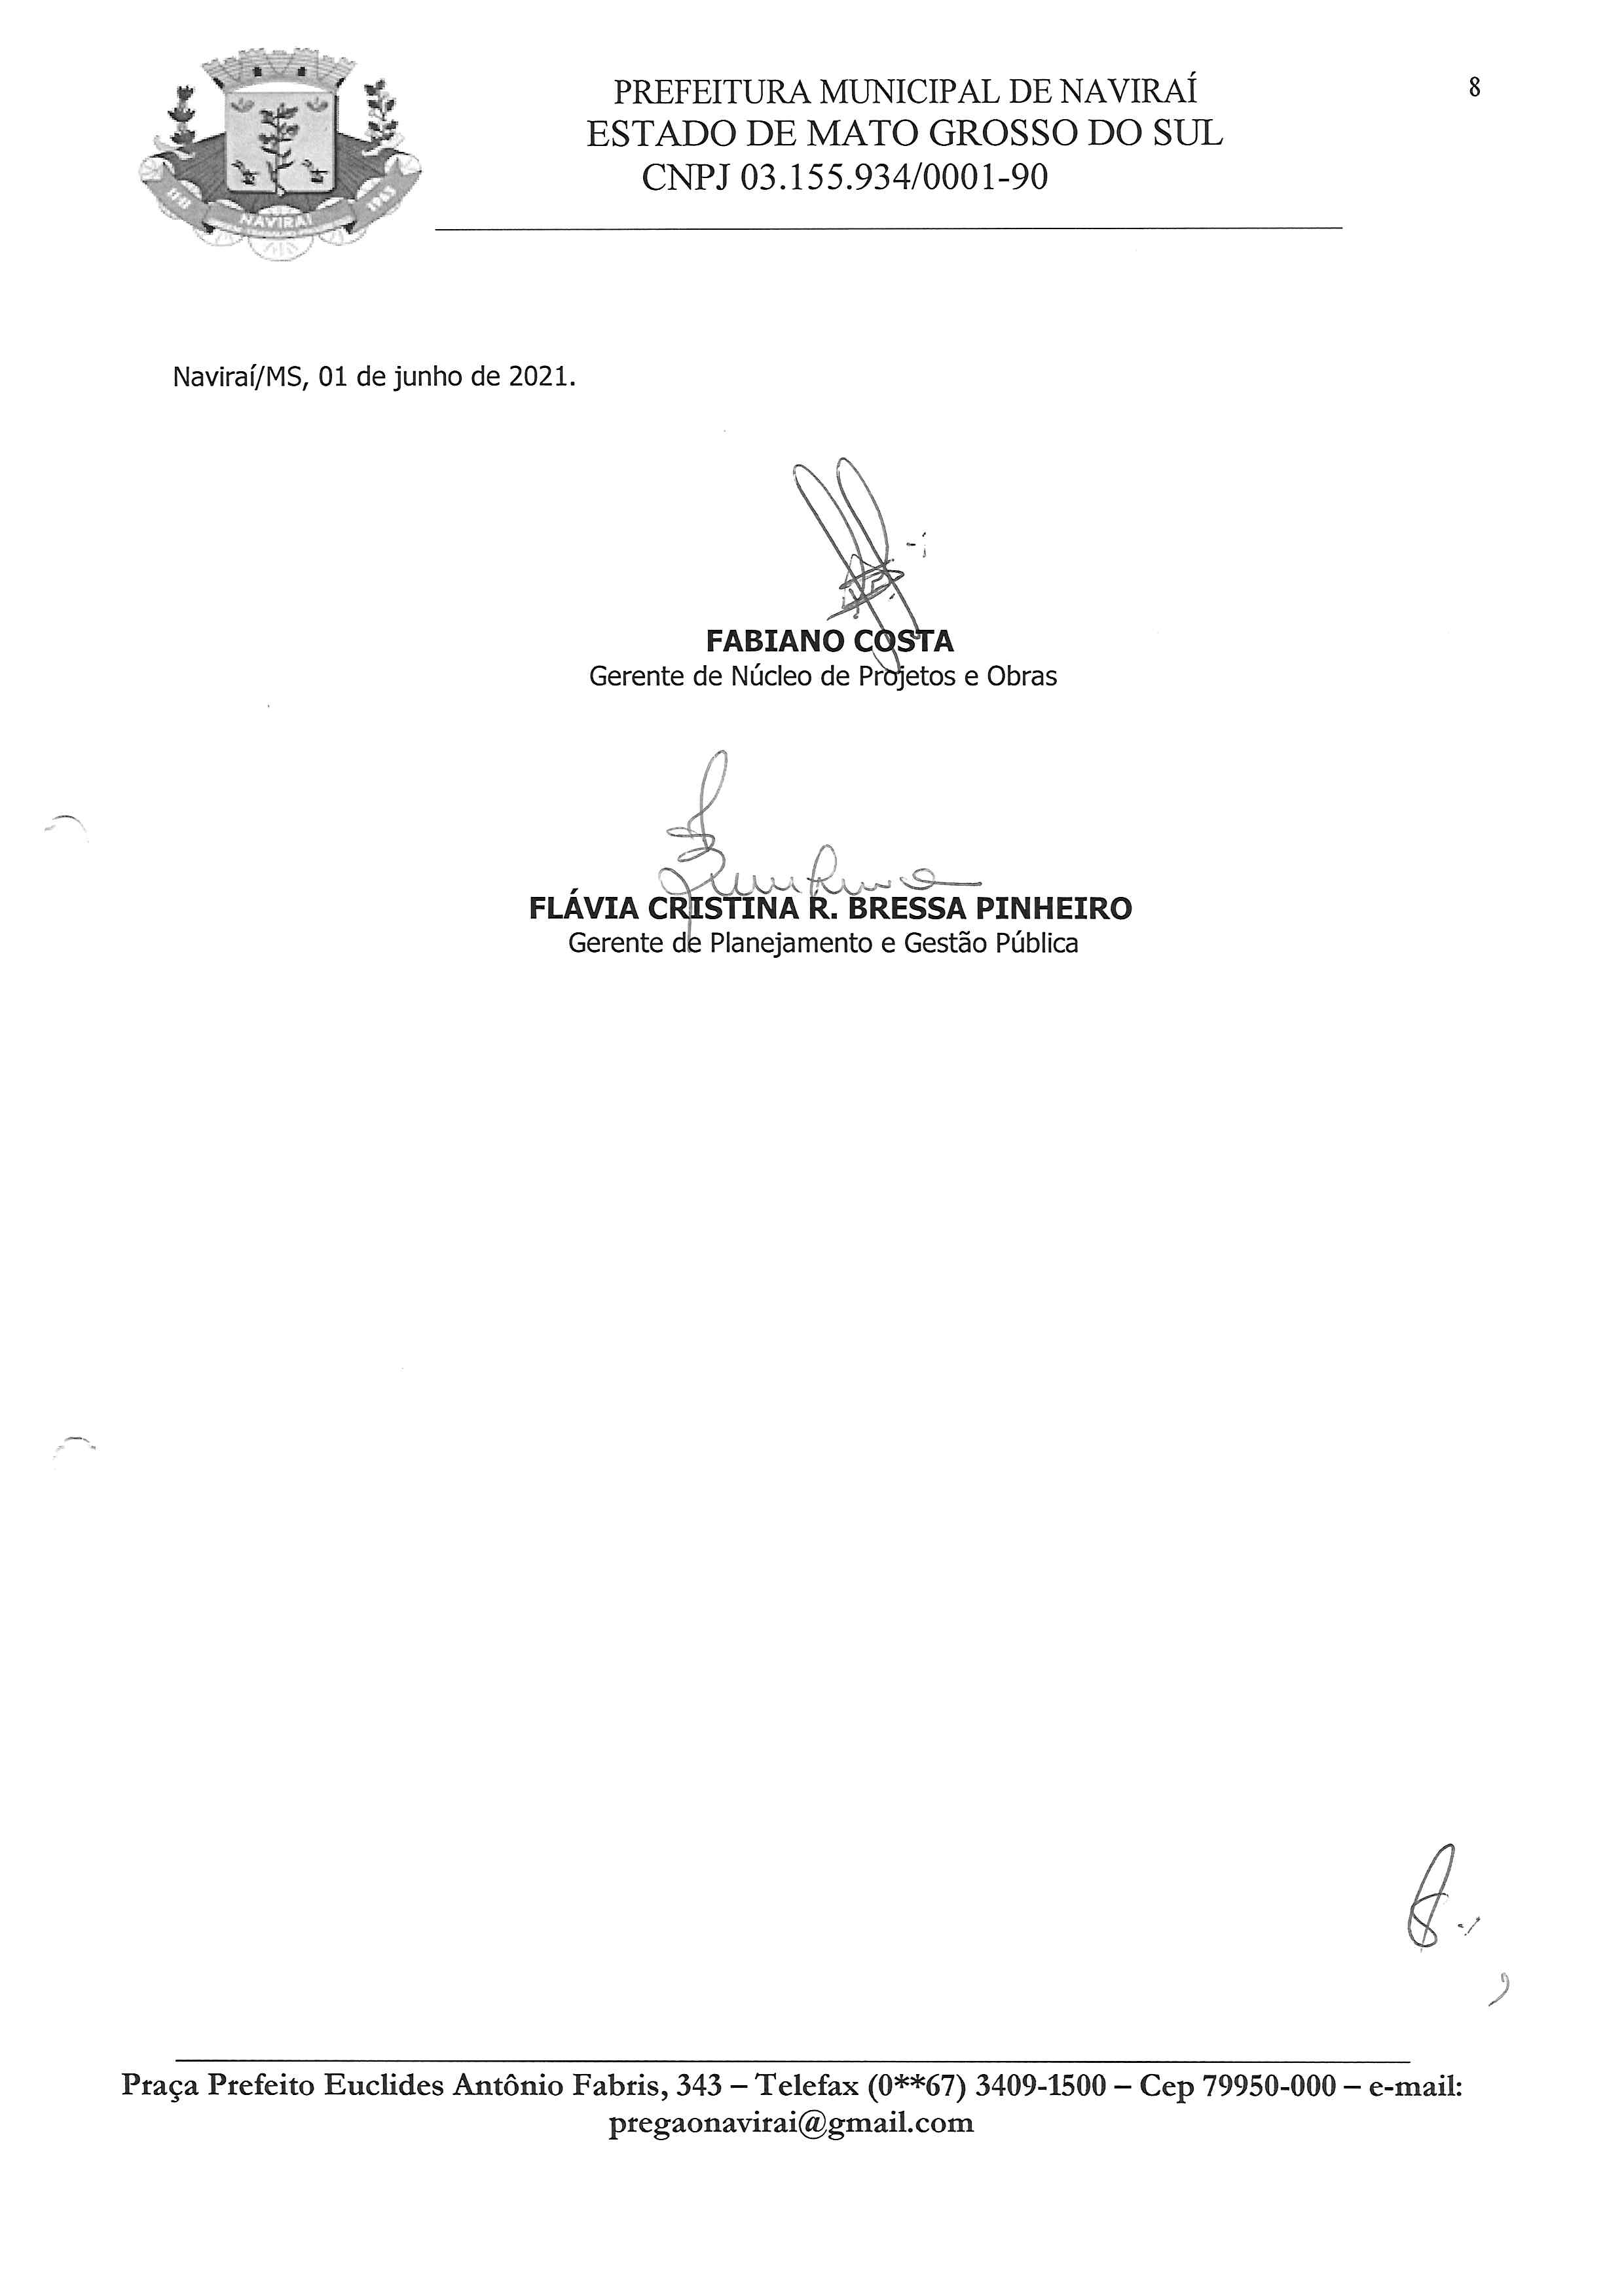 PREFEITURA MUNICIPAL DE NAVIRAÍ
8
ESTADO DE MATO GROSSO DO SUL
CNPJ 03.155.934/0001-90
NAVIRAI
1963
Naviraí/MS, 01 de junho de 2021.
FABIANO COSTA
Gerente de Núcleo de Projetos e Obras
FLÁVIA CRISTINA R. BRESSA PINHEIRO
Gerente de Planejamento e Gestão Pública
Praça Prefeito Euclides Antônio Fabris, 343 – Telefax (0**67) 3409-1500 – Cep 79950-000 – e-mail:
pregaonavirai@gmail.com